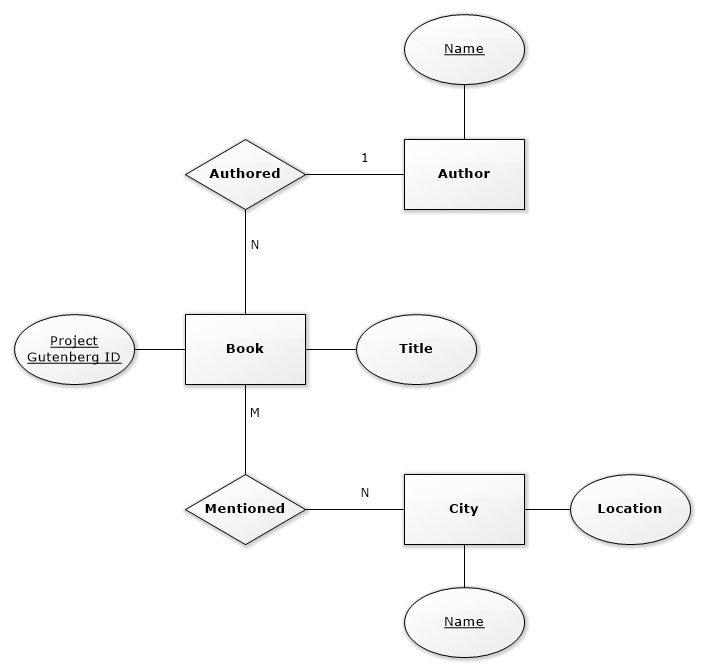 Name
Authored
1
Author
N
Project
Gutenberg ID
Book
Title
M
Mentioned
N
City
Location
Name